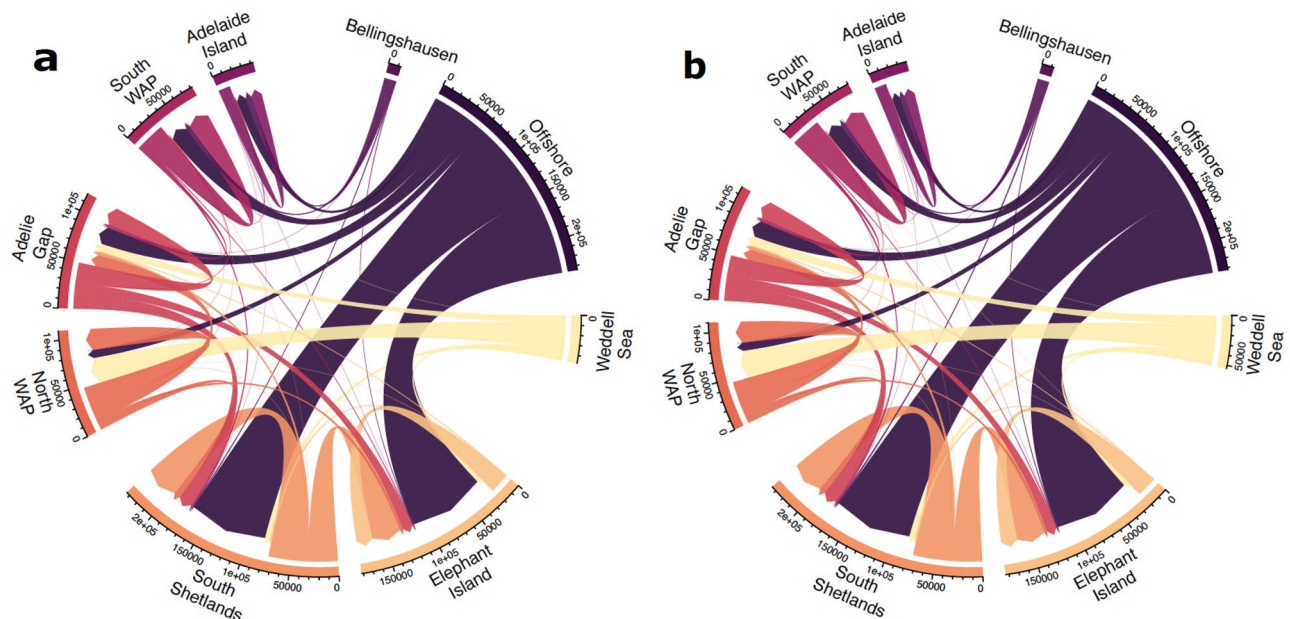 a
Bellingshausen
0
Adelaide
Island
0
South
WAP
0
50000
Offshore
0
50000
1e+05
150000
2e+05
Adelie
Gap
0
50000
1e+05
Weddell
Sea
0
North
WAP
0
50000
1e+05
South
Shetlands
0
50000
1e+05
150000
2e+05
Elephant
Island
0
50000
1e+05
150000
b
Bellingshausen
0
Adelaide
Island
0
South
WAP
0
50000
Offshore
0
50000
1e+05
150000
2e+05
Adelie
Gap
0
50000
1e+05
Weddell
Sea
0
50000
North
WAP
0
50000
1e+05
South
Shetlands
0
50000
1e+05
150000
2e+05
Elephant
Island
0
50000
1e+05
150000